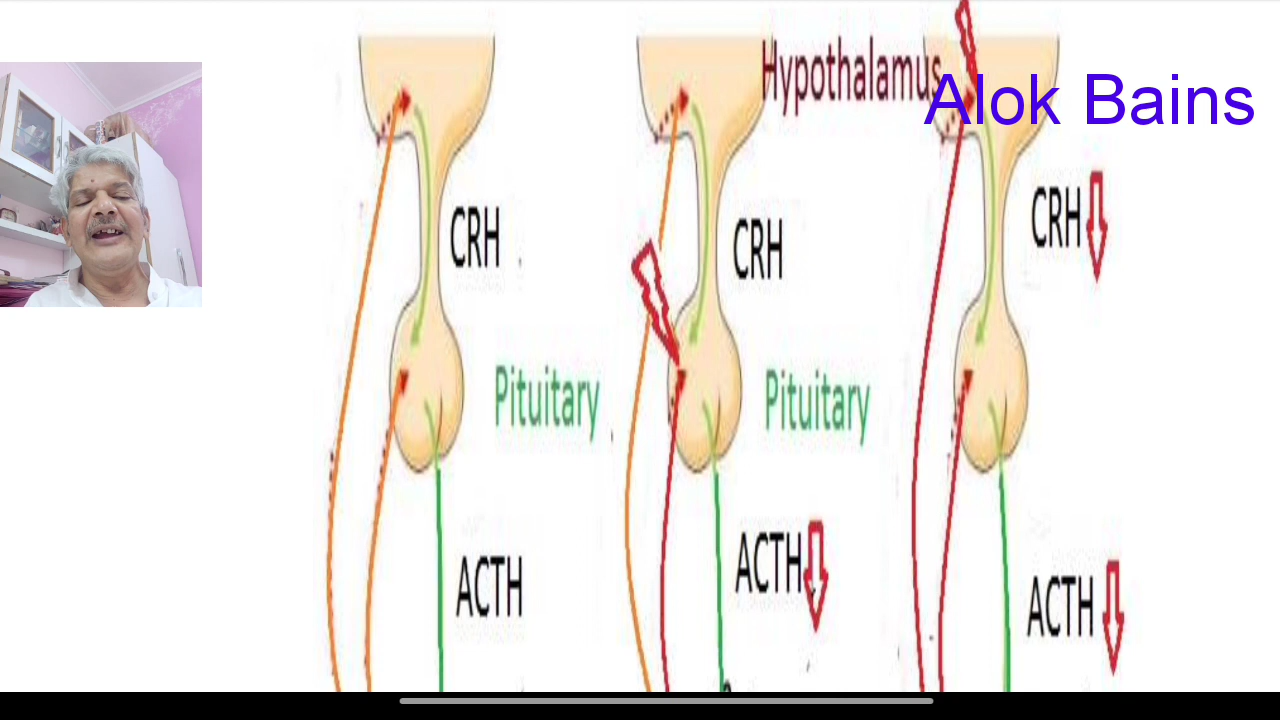 Hypothalamus
Alok Bains
CRH
CRH
CRH
Pituitary
Pituitary
ACTH
ACTH
ACTH